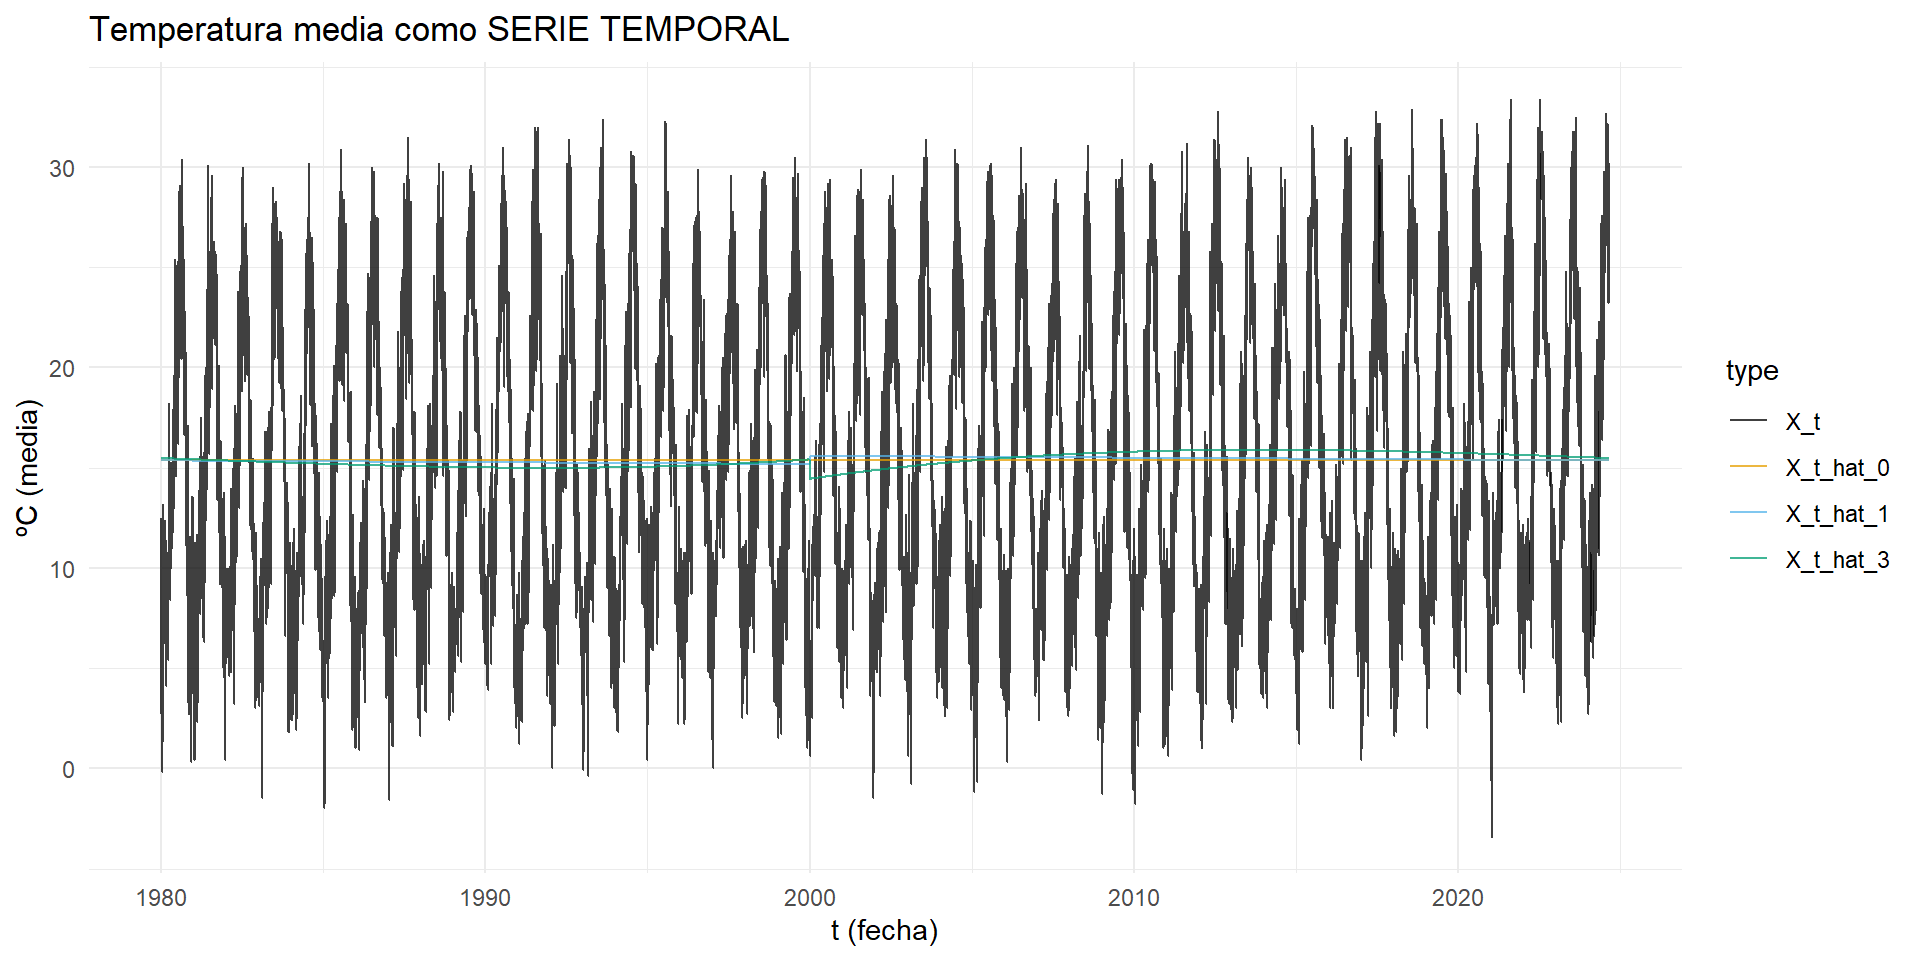 Temperatura media como SERIE TEMPORAL
ºC (media)
30
20
10
0
1980
1990
2000
2010
2020
t (fecha)
type
X_t
X_t_hat_0
X_t_hat_1
X_t_hat_3